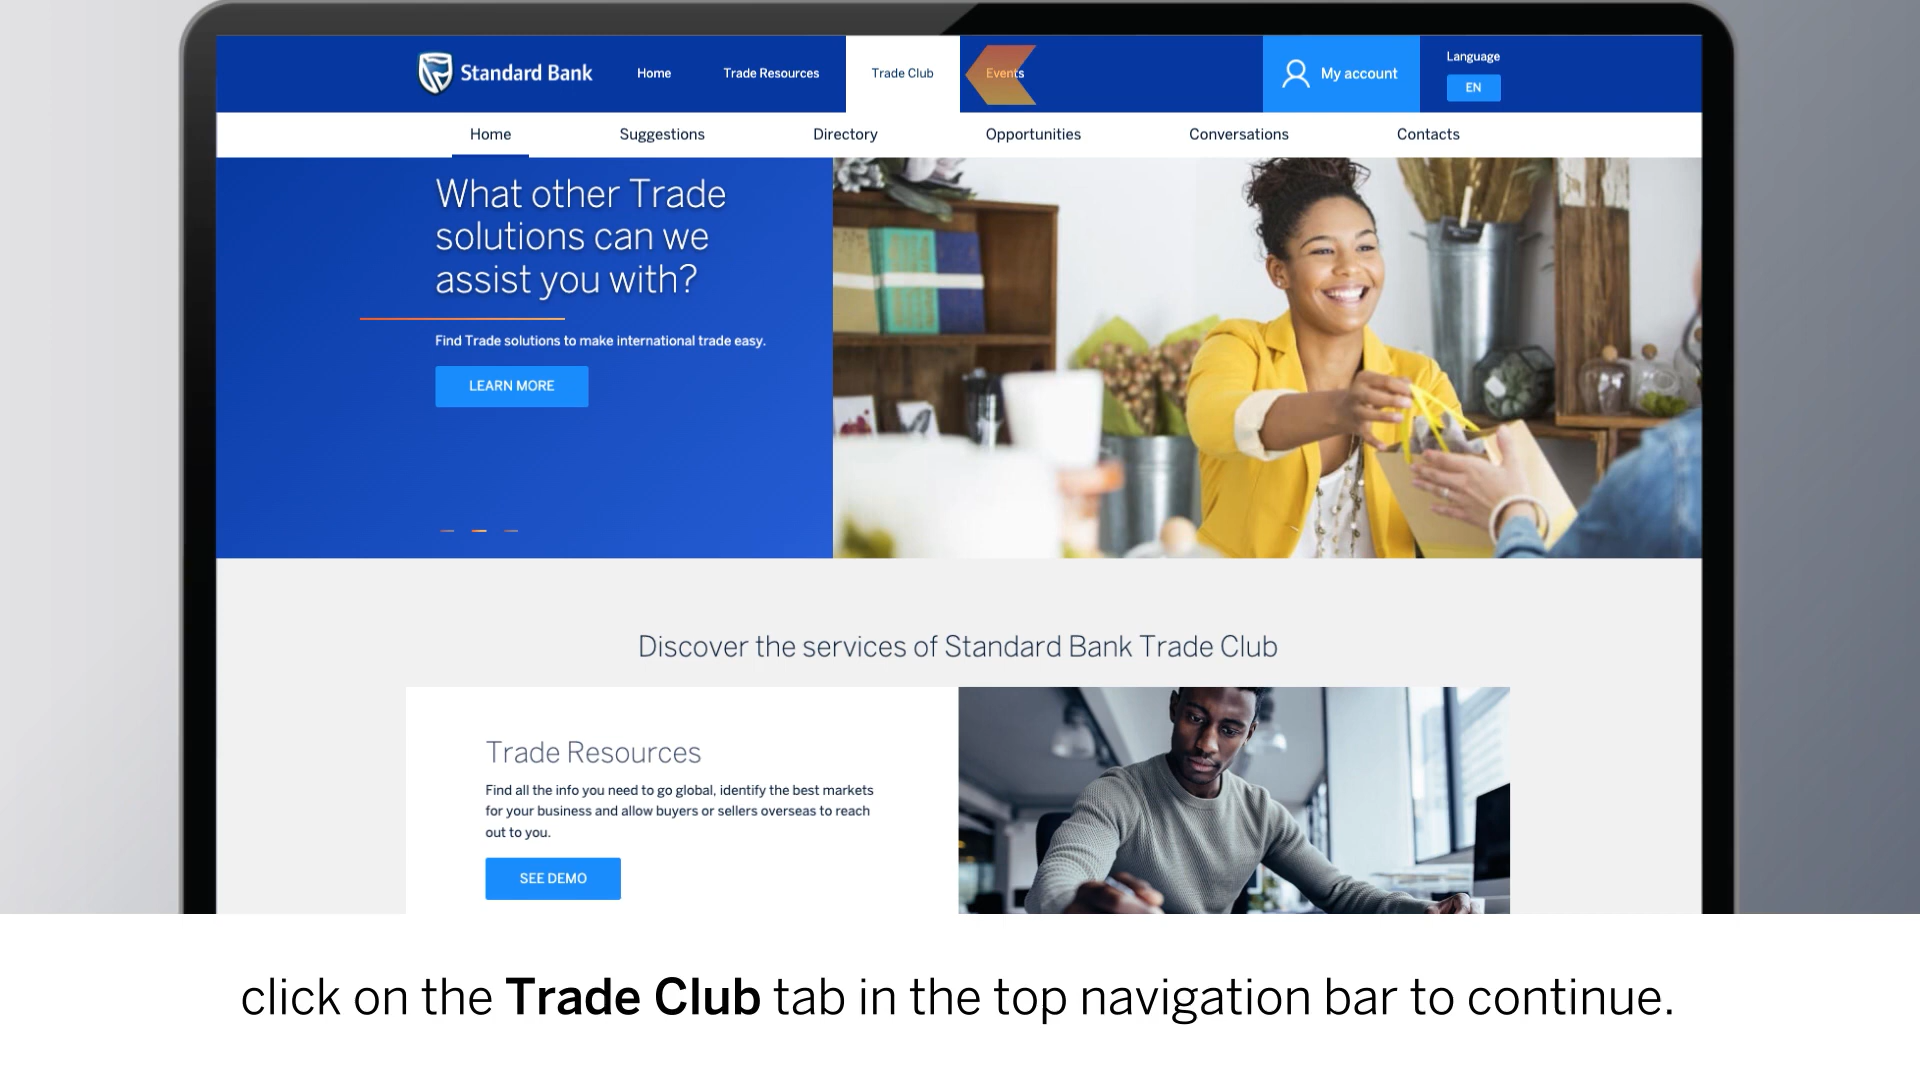 Standard Bank
Home
Trade Resources
Trade Club
Events
My account
Language
EN
Home
Suggestions
Directory
Opportunities
Conversations
Contacts
What other Trade
solutions can we
assist you with?
Find Trade solutions to make international trade easy.
LEARN MORE
Discover the services of Standard Bank Trade Club
Trade Resources
Find all the info you need to go global, identify the best markets
for your business and allow buyers or sellers overseas to reach
out to you.
SEE DEMO
click on the Trade Club tab in the top navigation bar to continue.